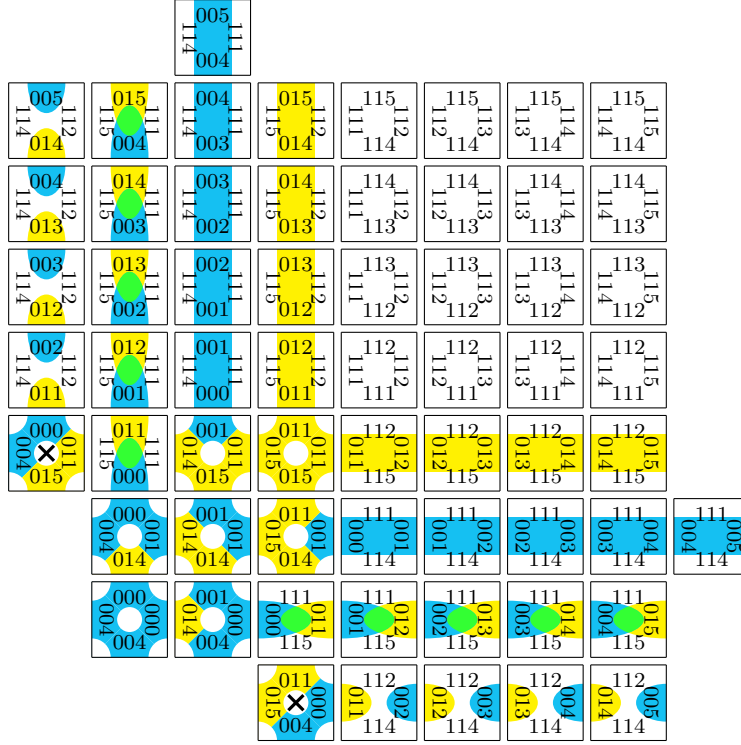 005
114 111
004
005 015 004 015 115 115 115 115
114 112 115 111 114 111 115 112 111 112 112 113 113 114 114 115
014 004 003 014 114 114 114 114
004 014 003 014 114 114 114 114
114 112 115 111 114 111 115 112 111 112 112 113 113 114 114 115
013 003 002 013 113 113 113 113
003 013 002 013 113 113 113 113
114 112 115 111 114 111 115 112 111 112 112 113 113 114 114 115
012 002 001 012 112 112 112 112
002 012 001 012 112 112 112 112
114 112 115 111 114 111 115 112 111 112 112 113 113 114 114 115
011 001 000 011 111 111 111 111
000 011 001 011 112 112 112 112
004 011 115 111 014 011 015 011 011 012 012 013 013 014 014 015
015 000 015 015 115 115 115 115
000 001 011 111 111 111 111 111
004 001 014 001 015 001 000 001 001 002 002 003 003 004 004 005
014 014 015 114 114 114 114 114
000 001 111 111 111 111 111
004 000 014 000 000 011 001 012 002 013 003 014 004 015
004 004 115 115 115 115 115
011 112 112 112 112
015 000 011 002 012 003 013 004 014 005
004 114 114 114 114